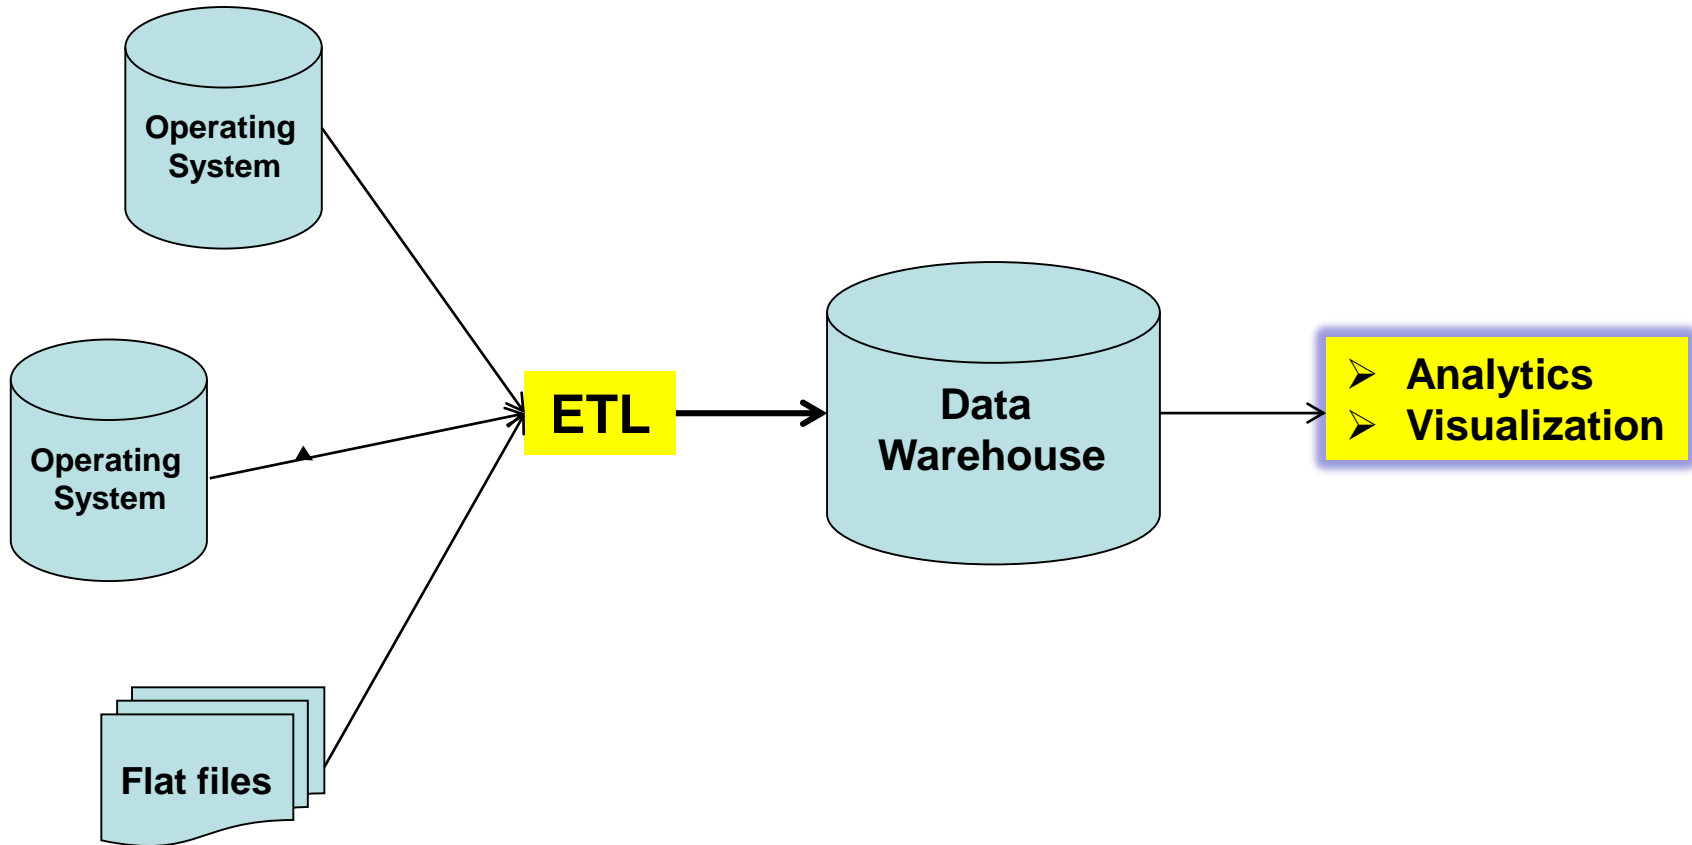 Operating
System
Operating
System
Flat files
ETL
Data
Warehouse
➢ Analytics
➢ Visualization